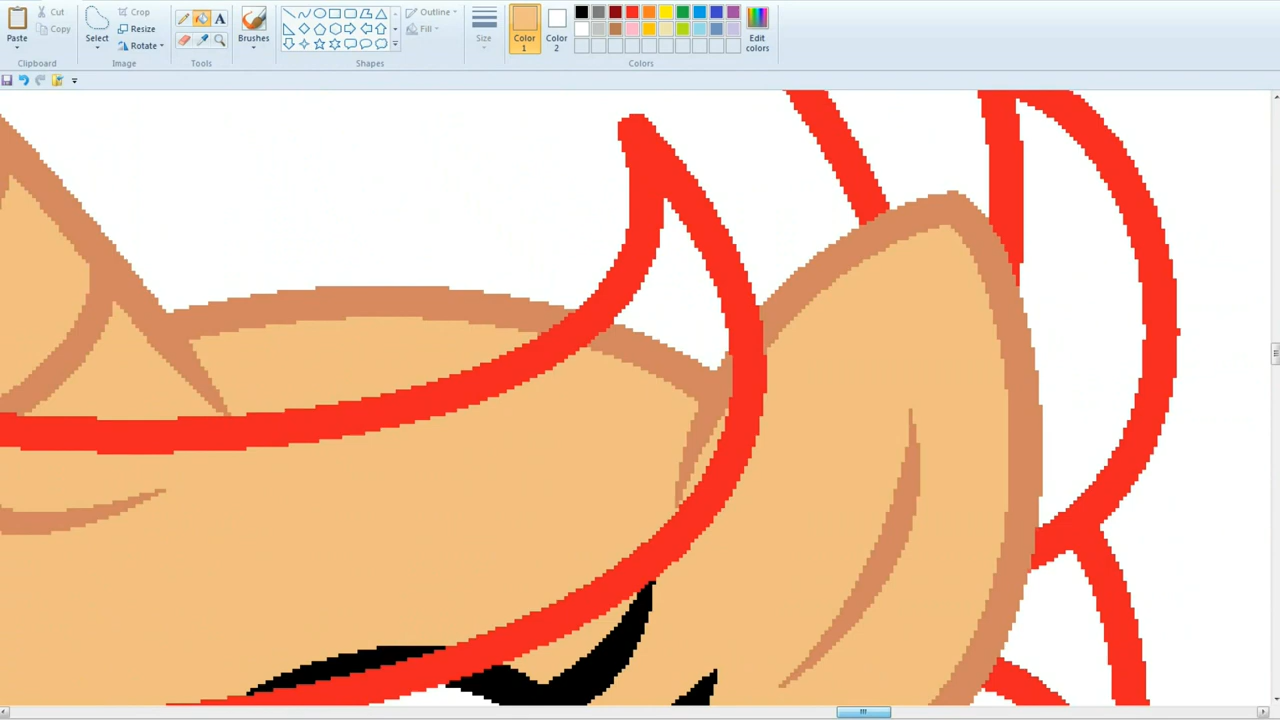 Paste
Cut
Copy
Clipboard
Select
Crop
Resize
Rotate
Image
A
Tools
Brushes
Outline
Fill
Shapes
Size
Color
1
Color
2
Edit
colors
Colors